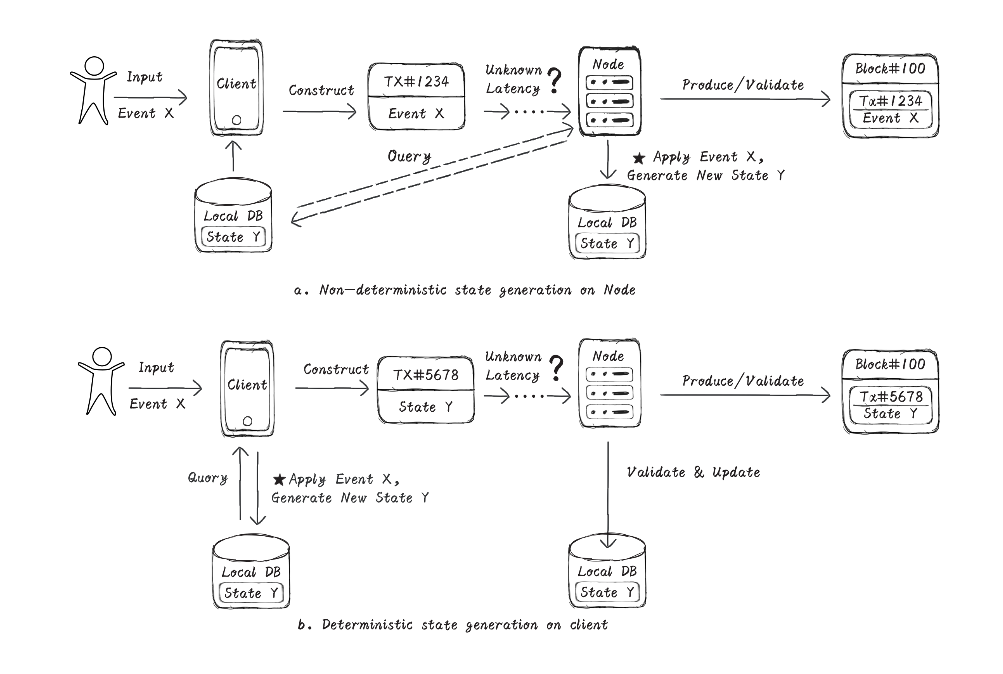 Input
Event X
Client
Construct
TX#1234
Event X
Unknown
Latency
?
Node
Produce/Validate
Block#100
Tx#1234
Event X
Ouery
★ Apply Event X,
Generate New State Y
Local DB
State Y
Local DB
State Y
a. Non-deterministic state generation on Node
Input
Event X
Client
Construct
TX#5678
State Y
Unknown
Latency
?
Node
Produce/Validate
Block#100
Tx#5678
State Y
Quory
★ Apply Event X,
Generate New State Y
Validate & Update
Local DB
State Y
Local DB
State Y
b. Deterministic state generation on client